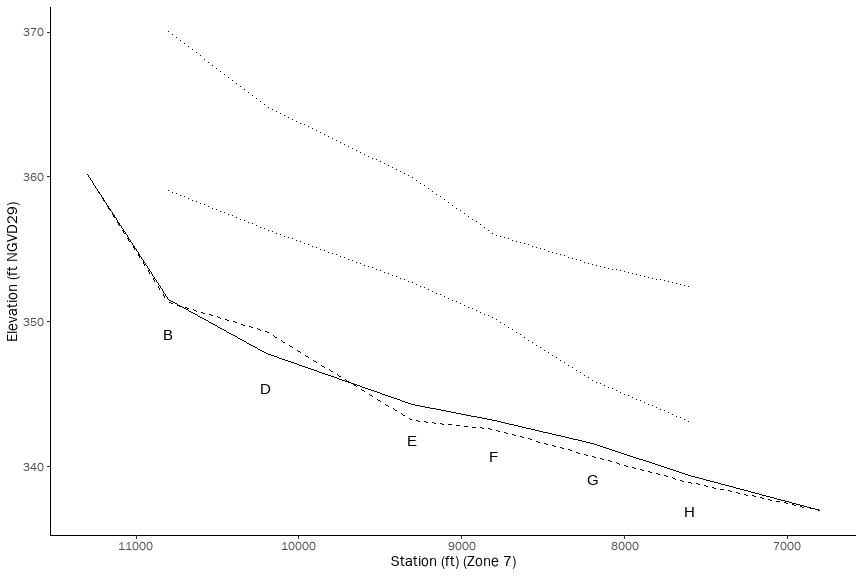 370
360
350
340
Elevation (ft NGVD29)
B
D
E
F
G
H
11000 10000 9000 8000 7000
Station (ft) (Zone 7)